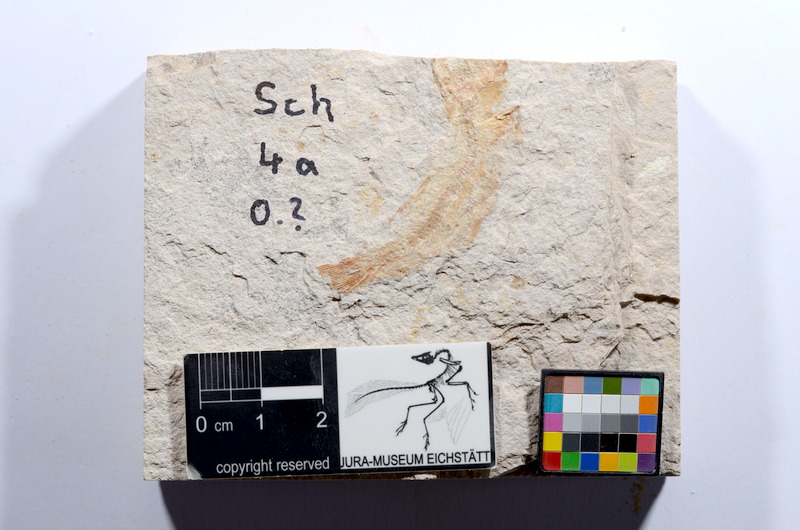 Sch
4a
0.?
0 cm 1 2
copyright reserved
JURA-MUSEUM EICHSTÄTT